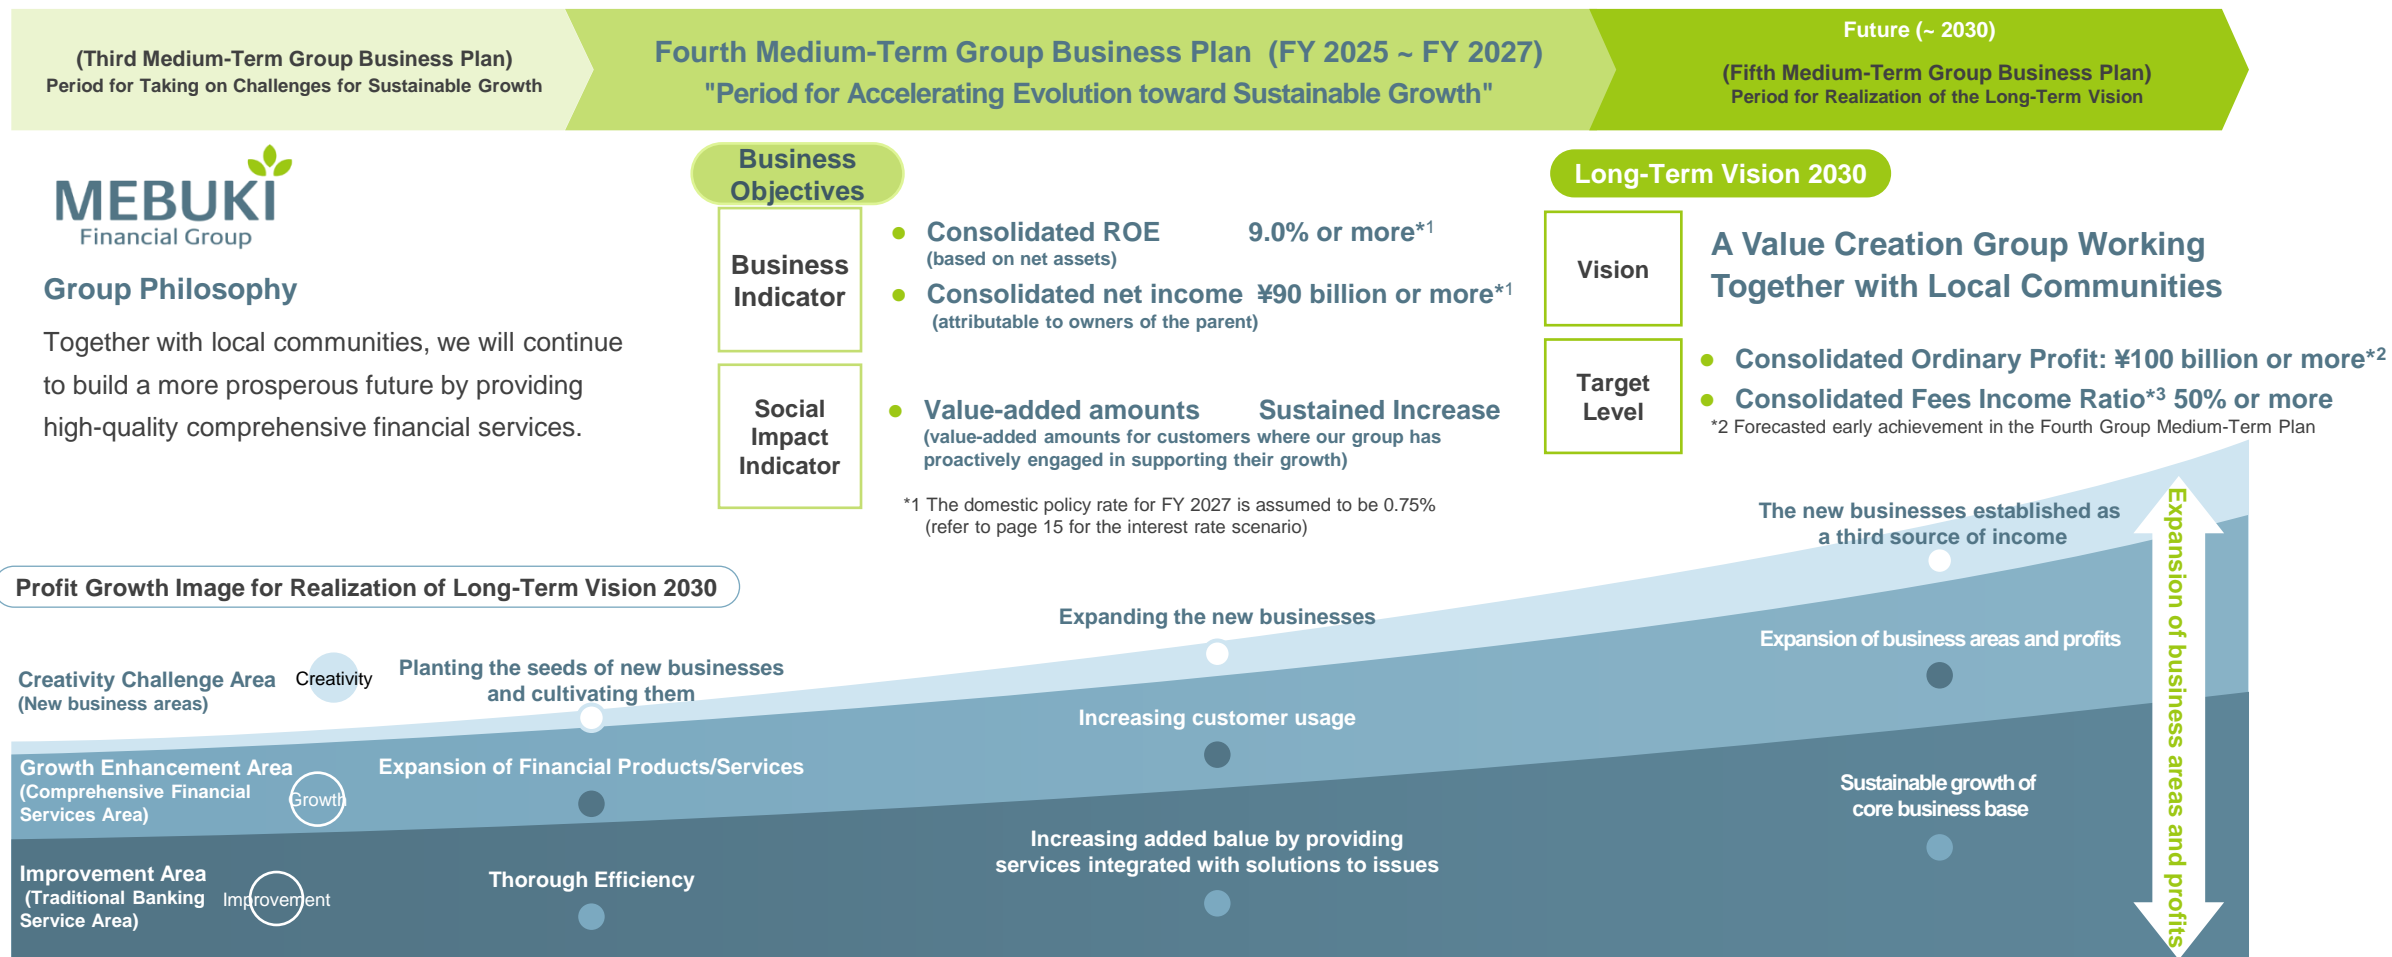 (Third Medium-Term Group Business Plan)
Period for Taking on Challenges for Sustainable Growth
Fourth Medium-Term Group Business Plan (FY 2025 ~ FY 2027)
"Period for Accelerating Evolution toward Sustainable Growth"
Future (~ 2030)
(Fifth Medium-Term Group Business Plan)
Period for Realization of the Long-Term Vision
MEBUKI
Financial Group
Group Philosophy
Together with local communities, we will continue
to build a more prosperous future by providing
high-quality comprehensive financial services.
Business
Objectives
Business
Indicator
● Consolidated ROE 9.0% or more*1
(based on net assets)
● Consolidated net income ¥90 billion or more*1
(attributable to owners of the parent)
Social
Impact
Indicator
● Value-added amounts Sustained Increase
(value-added amounts for customers where our group has
proactively engaged in supporting their growth)
*1 The domestic policy rate for FY 2027 is assumed to be 0.75%
(refer to page 15 for the interest rate scenario)
Long-Term Vision 2030
Vision
A Value Creation Group Working
Together with Local Communities
Target
Level
● Consolidated Ordinary Profit: ¥100 billion or more*2
● Consolidated Fees Income Ratio*3 50% or more
*2 Forecasted early achievement in the Fourth Group Medium-Term Plan
Profit Growth Image for Realization of Long-Term Vision 2030
Creativity Challenge Area
(New business areas)
Creativity
Planting the seeds of new businesses
and cultivating them
Expanding the new businesses
The new businesses established as
a third source of income
Growth Enhancement Area
(Comprehensive Financial
Services Area)
Growth
Expansion of Financial Products/Services
Increasing customer usage
Expansion of business areas and profits
Improvement Area
(Traditional Banking
Service Area)
Improvement
Thorough Efficiency
Increasing added balue by providing
services integrated with solutions to issues
Sustainable growth of
core business base
Expansion of business areas and profits